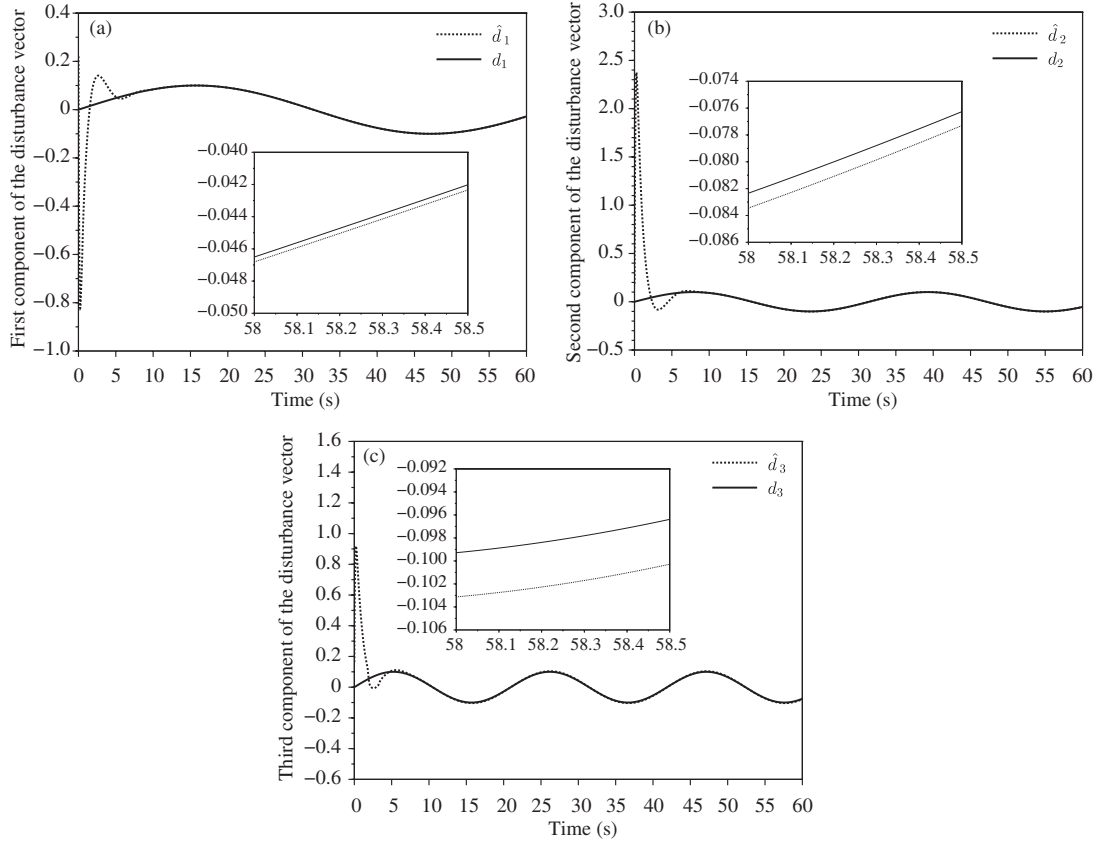 (a)
First component of the disturbance vector
0.4
0.2
0
−0.2
−0.4
−0.6
−0.8
−1.0
d̂ 1
d 1
−0.040
−0.042
−0.044
−0.046
−0.048
−0.050
58 58.1 58.2 58.3 58.4 58.5
0 5 10 15 20 25 30 35 40 45 50 55 60
Time (s)
(b)
Second component of the disturbance vector
3.0
2.5
2.0
1.5
1.0
0.5
0
−0.5
d̂ 2
d 2
−0.074
−0.076
−0.078
−0.080
−0.082
−0.084
−0.086
58 58.1 58.2 58.3 58.4 58.5
0 5 10 15 20 25 30 35 40 45 50 55 60
Time (s)
(c)
Third component of the disturbance vector
1.6
1.4
1.2
1.0
0.8
0.6
0.4
0.2
0
−0.2
−0.4
−0.6
d̂ 3
d 3
−0.092
−0.094
−0.096
−0.098
−0.100
−0.102
−0.104
−0.106
58 58.1 58.2 58.3 58.4 58.5
0 5 10 15 20 25 30 35 40 45 50 55 60
Time (s)